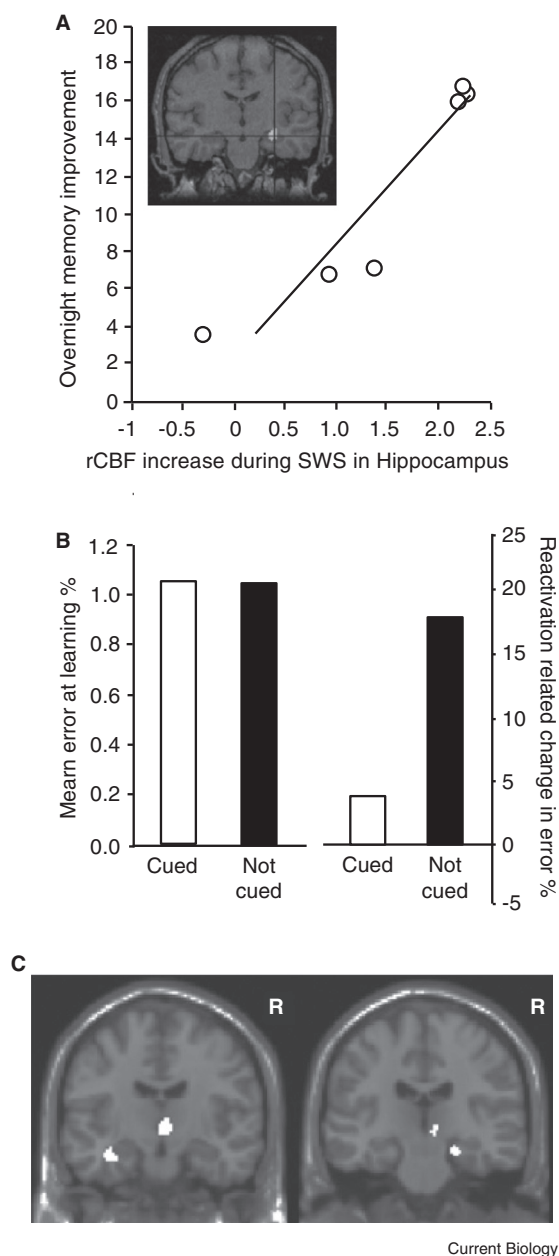 A
20
18
16
14
12
10
8
6
4
2
0
Overnight memory improvement
-1 -0.5 0 0.5 1.0 1.5 2.0 2.5
rCBF increase during SWS in Hippocampus
B
1.2
1.0
0.8
0.6
0.4
0.2
0.0
Mearn error at learning %
Cued Not cued
Cued Not cued
25
20
15
10
5
0
-5
Reactivation related change in error %
C
R R
Current Biology